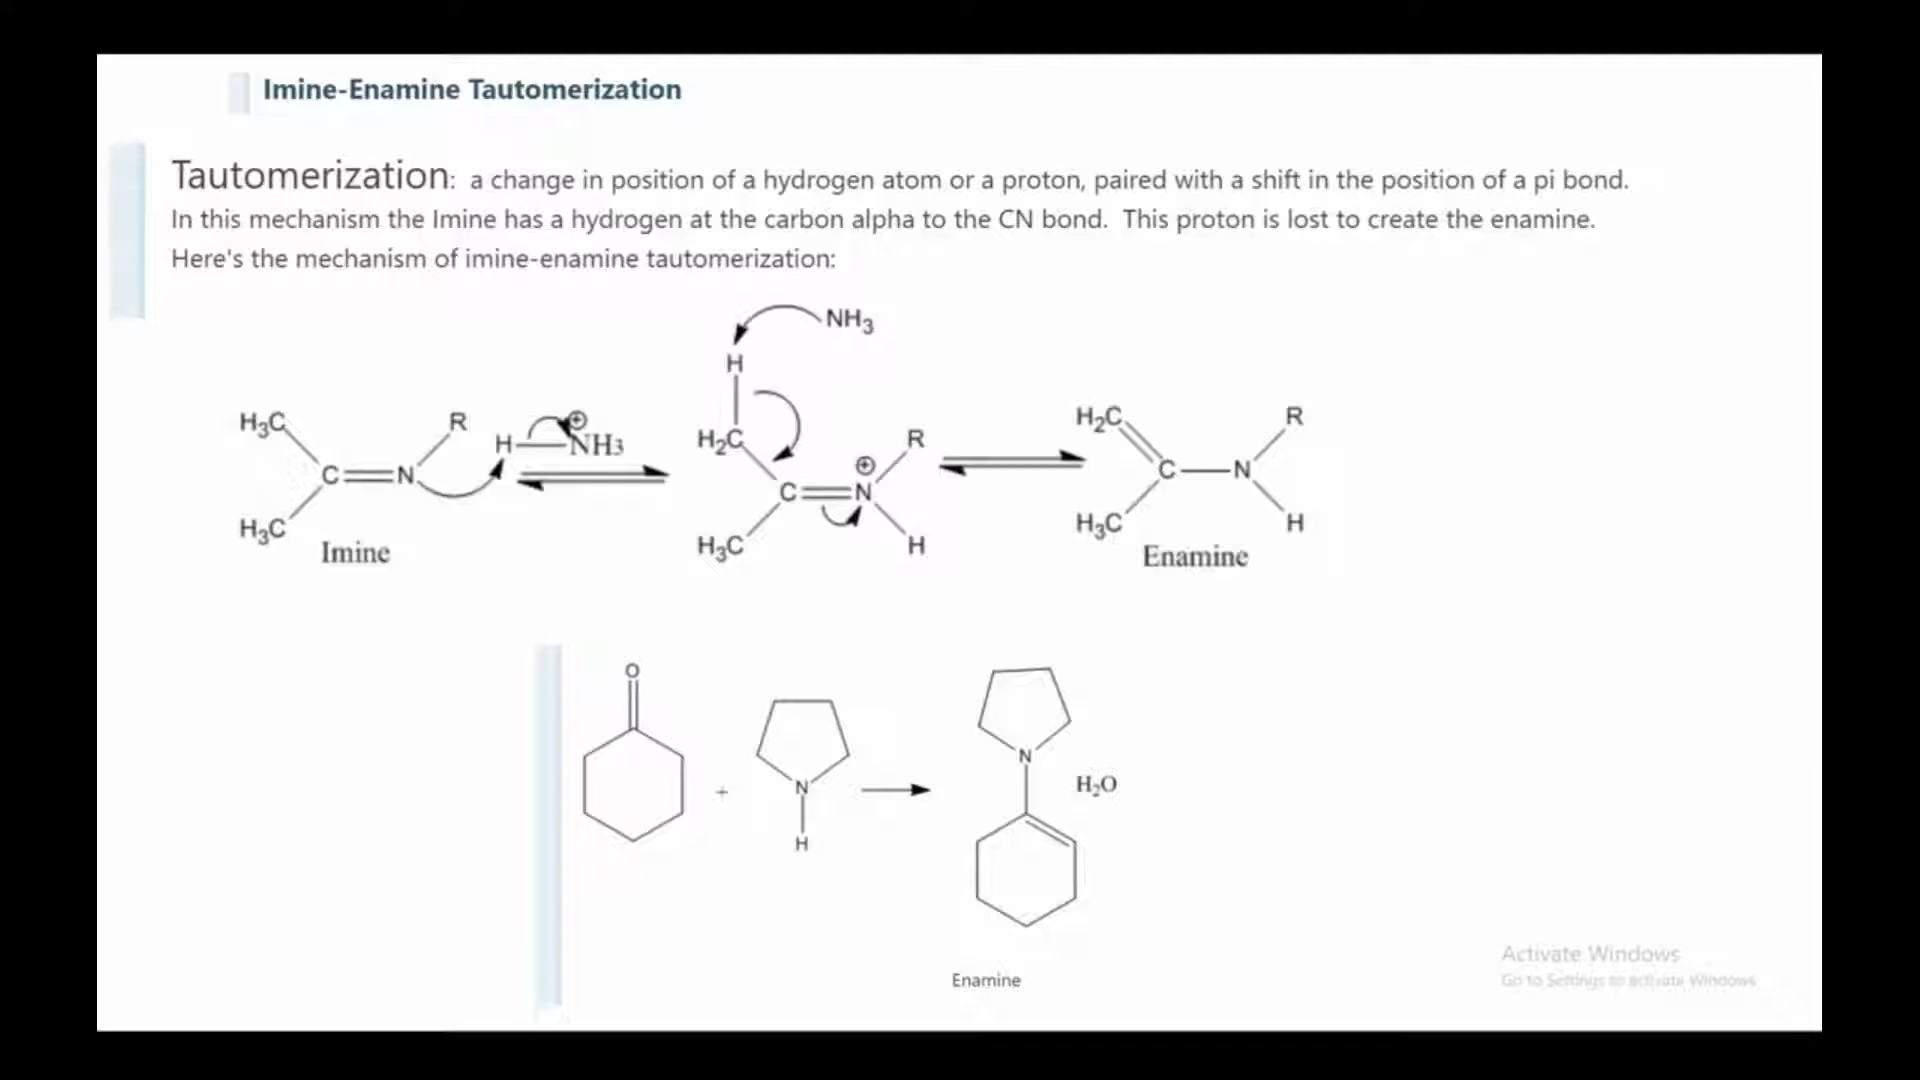 Imine-Enamine Tautomerization
Tautomerization: a change in position of a hydrogen atom or a proton, paired with a shift in the position of a pi bond.
In this mechanism the Imine has a hydrogen at the carbon alpha to the CN bond. This proton is lost to create the enamine.
Here's the mechanism of imine-enamine tautomerization:
NH₃
H
H₃C R H ⊕ NH3 H₂C R H₂C R
C N C ⊕ N C N
H₃C H₃C H H₃C H
Imine Enamine
O
N
+ N H₂O
H
Enamine
Activate Windows
Go to Settings to activate Windows